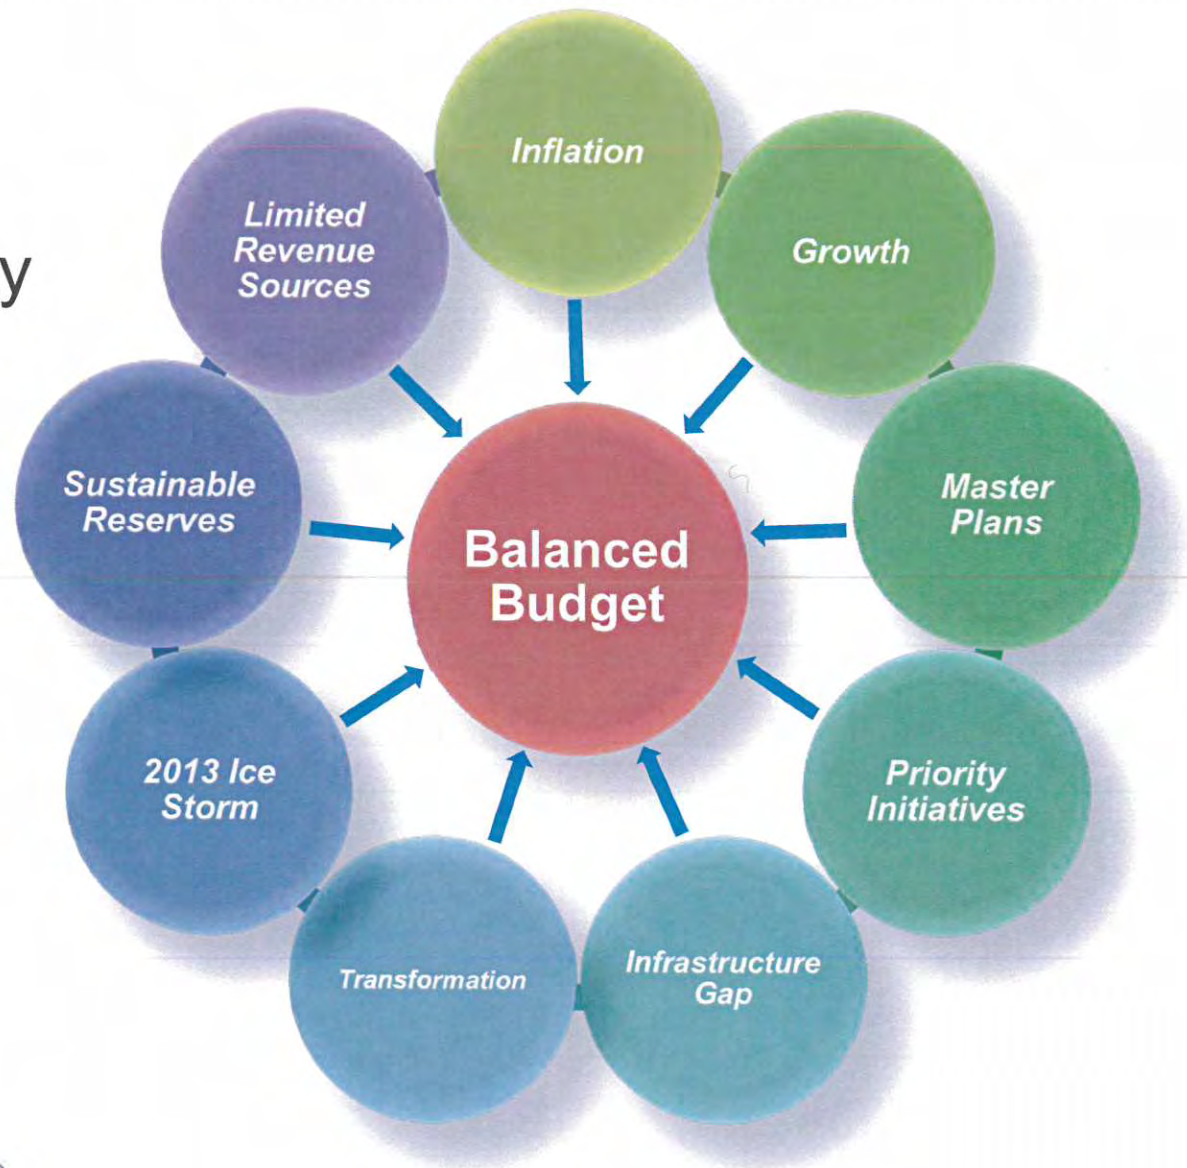 Inflation
Growth
Master
Plans
Priority
Initiatives
Infrastructure
Gap
Transformation
2013 Ice
Storm
Sustainable
Reserves
Limited
Revenue
Sources
Balanced
Budget
y